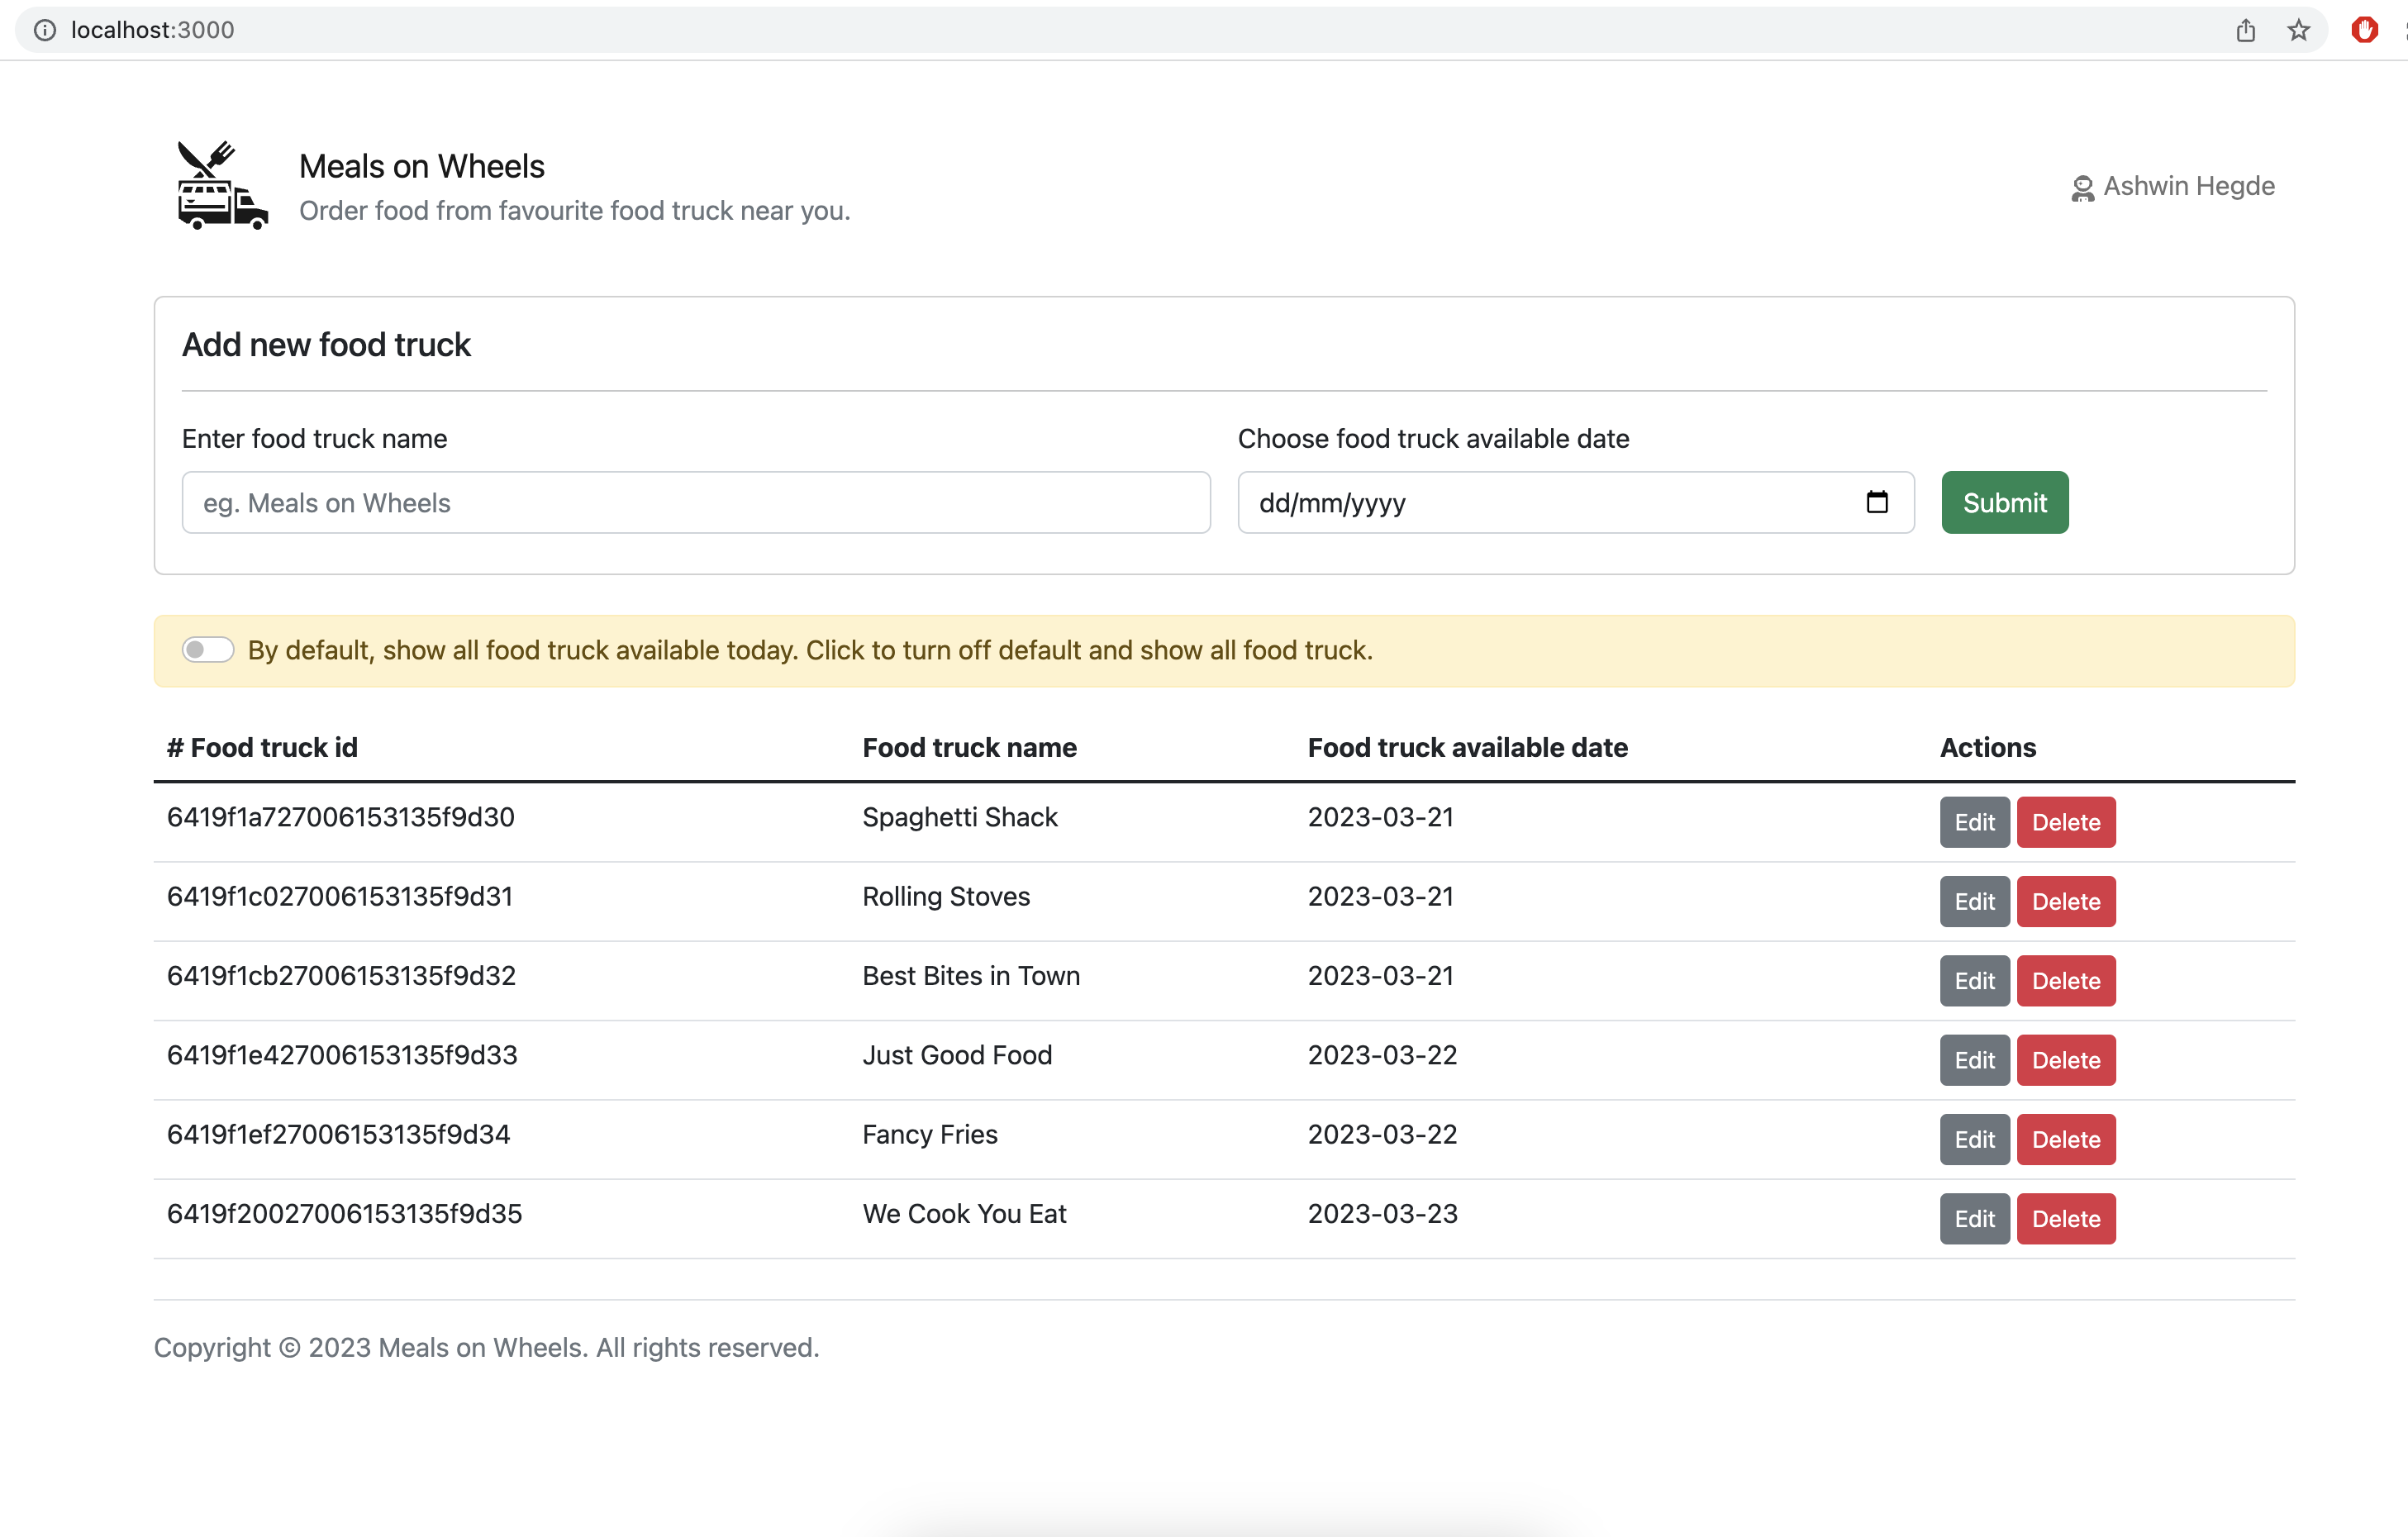 localhost:3000
Meals on Wheels
Order food from favourite food truck near you.
Ashwin Hegde
Add new food truck
Enter food truck name
Choose food truck available date
eg. Meals on Wheels
dd/mm/yyyy
Submit
By default, show all food truck available today. Click to turn off default and show all food truck.
# Food truck id Food truck name Food truck available date Actions
6419f1a727006153135f9d30 Spaghetti Shack 2023-03-21 Edit Delete
6419f1c027006153135f9d31 Rolling Stoves 2023-03-21 Edit Delete
6419f1cb27006153135f9d32 Best Bites in Town 2023-03-21 Edit Delete
6419f1e427006153135f9d33 Just Good Food 2023-03-22 Edit Delete
6419f1ef27006153135f9d34 Fancy Fries 2023-03-22 Edit Delete
6419f20027006153135f9d35 We Cook You Eat 2023-03-23 Edit Delete
Copyright © 2023 Meals on Wheels. All rights reserved.